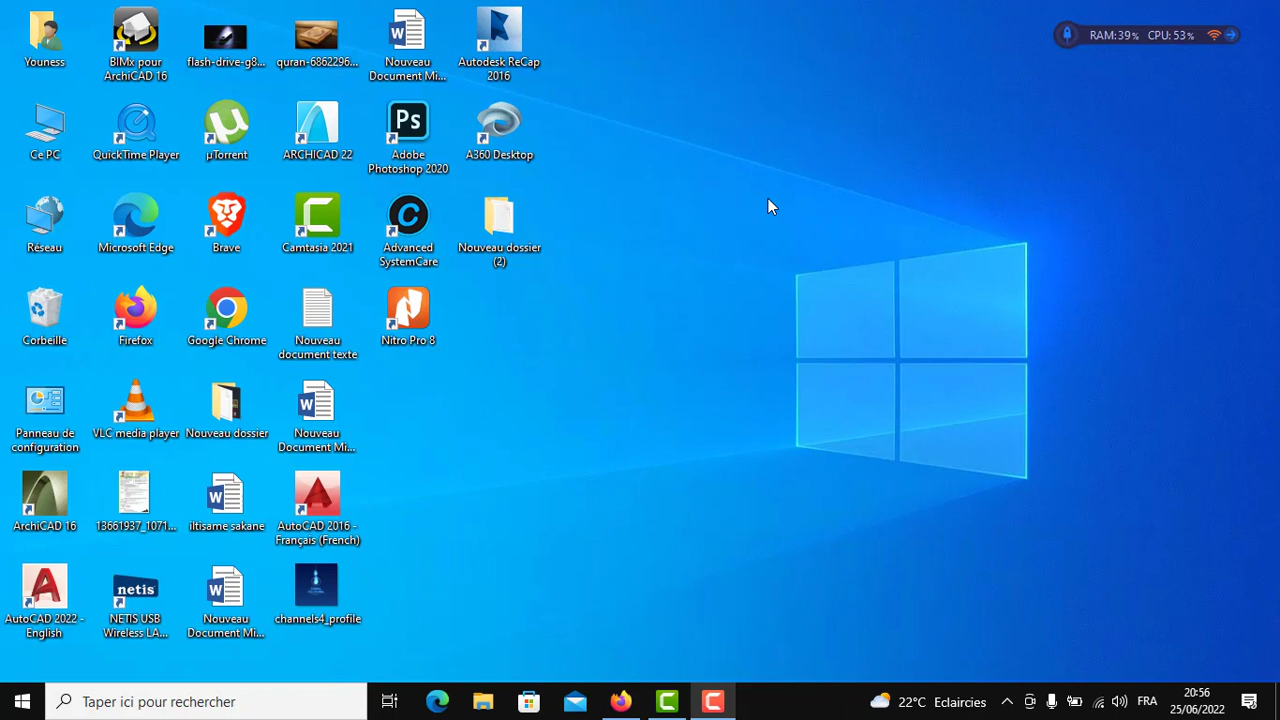 Youness
BIMx pour
ArchiCAD 16
flash-drive-g8...
quran-6862296...
Nouveau
Document Mi...
Autodesk ReCap
2016
RAM:39% CPU: 53%
Ce PC
QuickTime Player
µTorrent
ARCHICAD 22
Ps
Adobe
Photoshop 2020
A360 Desktop
Réseau
Microsoft Edge
Brave
Camtasia 2021
Advanced
SystemCare
Nouveau dossier
(2)
Corbeille
Firefox
Google Chrome
Nouveau
document texte
Nitro Pro 8
Panneau de
configuration
VLC media player
Nouveau dossier
Nouveau
Document Mi...
ArchiCAD 16
13661937_1071...
iltisame sakane
AutoCAD 2016 -
Français (French)
AutoCAD 2022 -
English
netis
NETIS USB
Wireless LA...
Nouveau
Document Mi...
channels4_profile
Taper ici pour rechercher
22°C Eclaircies
FRA
20:56
25/06/2022